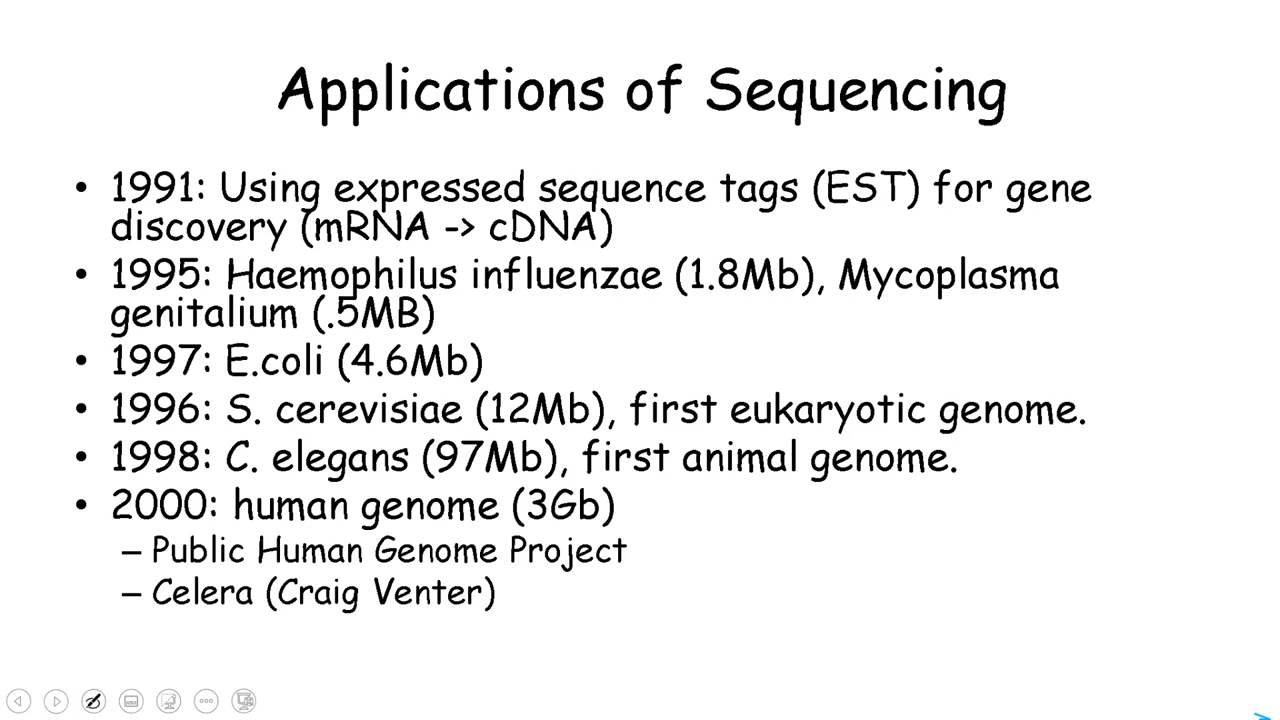 Applications of Sequencing
• 1991: Using expressed sequence tags (EST) for gene
discovery (mRNA -> cDNA)
• 1995: Haemophilus influenzae (1.8Mb), Mycoplasma
genitalium (.5MB)
• 1997: E.coli (4.6Mb)
• 1996: S. cerevisiae (12Mb), first eukaryotic genome.
• 1998: C. elegans (97Mb), first animal genome.
• 2000: human genome (3Gb)
– Public Human Genome Project
– Celera (Craig Venter)